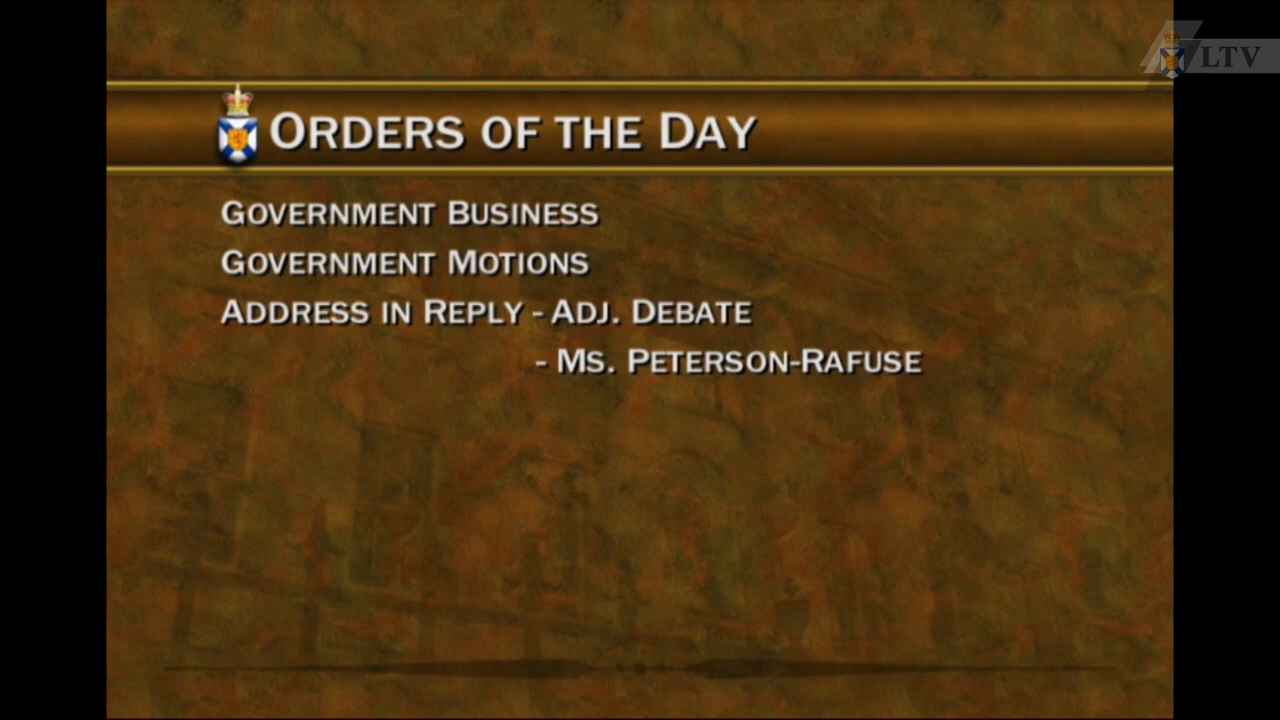 LTV
ORDERS OF THE DAY
GOVERNMENT BUSINESS
GOVERNMENT MOTIONS
ADDRESS IN REPLY - ADJ. DEBATE
- MS. PETERSON-RAFUSE